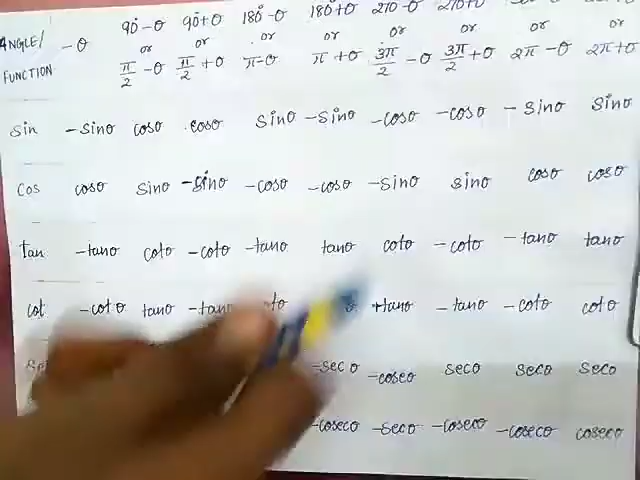 ANGLE/ -θ 90°-θ 90°+θ 180°-θ 180°+θ 270-θ 270+θ
or or or or or or or or
FUNCTION π/2 -θ π/2 +θ π-θ π+θ 3π/2 -θ 3π/2 +θ 2π-θ 2π+θ
sin -sinθ cosθ cosθ sinθ -sinθ -cosθ -cosθ -sinθ sinθ
Cos cosθ sinθ -sinθ -cosθ -cosθ -sinθ sinθ cosθ cosθ
Tan -tanθ cotθ -cotθ -tanθ tanθ cotθ -cotθ -tanθ tanθ
cot -cotθ tanθ -tanθ +tanθ -tanθ -cotθ cotθ
-secθ -cosecθ secθ secθ secθ
-cosecθ -secθ -cosecθ -cosecθ cosecθ